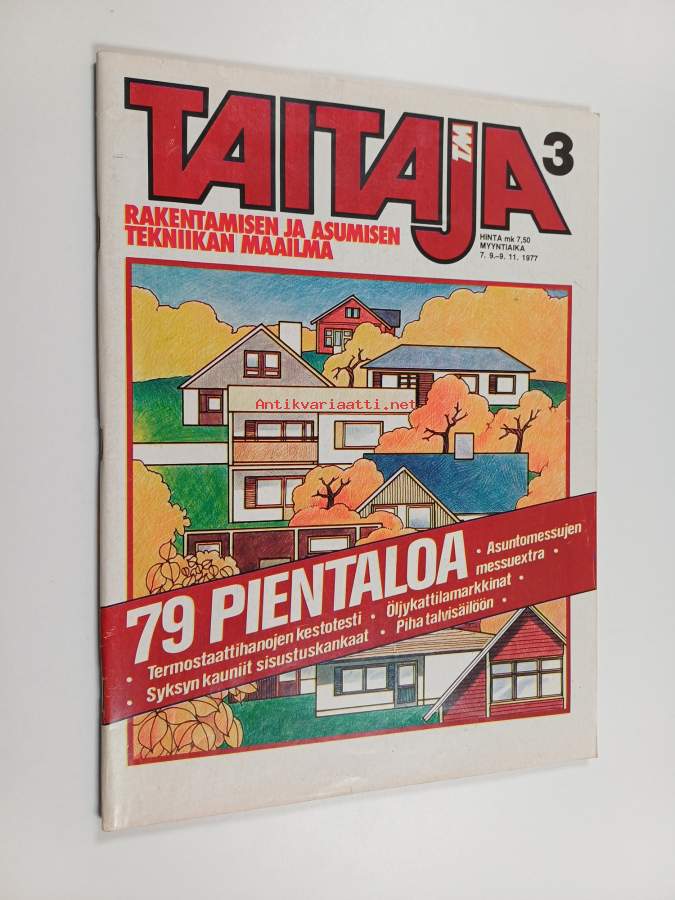 TAITAJA
TM
3
RAKENTAMISEN JA ASUMISEN
TEKNIIKAN MAAILMA
HINTA mk 7,50
MYYNTIAIKA
7. 9.–9. 11. 1977
Antikvariaatti.net
79 PIENTALOA
• Asuntomessujen
messuextra •
• Termostaattihanojen kestotesti • Öljykattilamarkkinat •
• Syksyn kauniit sisustuskankaat • Piha talvisäilöön •